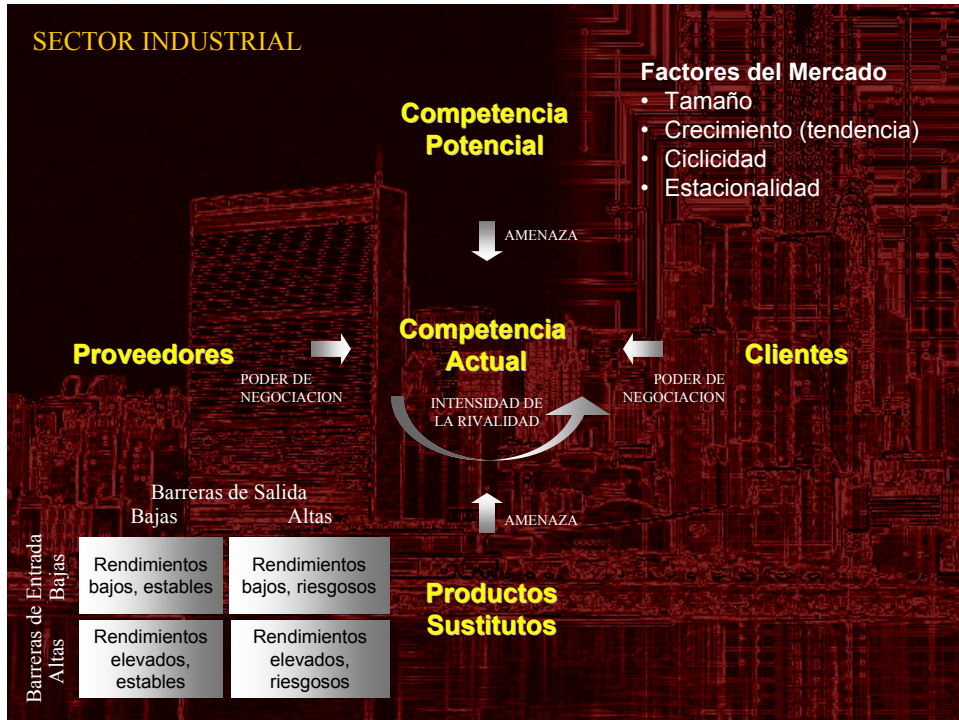 SECTOR INDUSTRIAL
Factores del Mercado
• Tamaño
• Crecimiento (tendencia)
• Ciclicidad
• Estacionalidad
Competencia
Potencial
AMENAZA
Proveedores
PODER DE
NEGOCIACION
Competencia
Actual
INTENSIDAD DE
LA RIVALIDAD
Clientes
PODER DE
NEGOCIACION
AMENAZA
Productos
Sustitutos
Barreras de Salida
Bajas Altas
Barreras de Entrada
Bajas
Rendimientos
bajos, estables
Rendimientos
bajos, riesgosos
Altas
Rendimientos
elevados,
estables
Rendimientos
elevados,
riesgosos